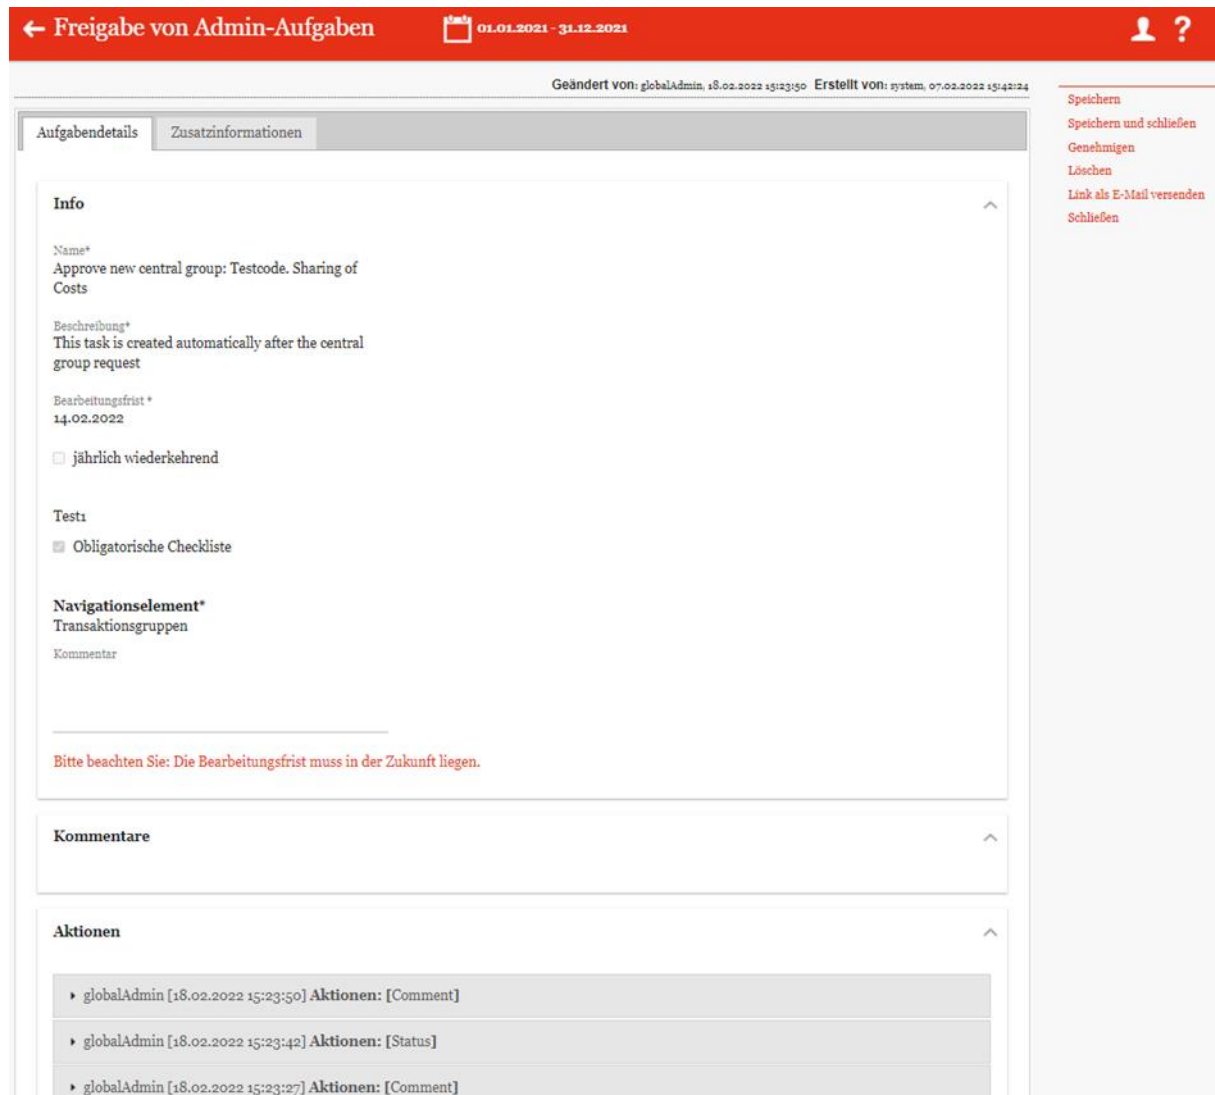 Freigabe von Admin-Aufgaben
01.01.2021 - 31.12.2021
?
Geändert von: globalAdmin, 18.02.2022 15:23:50 Erstellt von: system, 07.02.2022 15:42:24
Speichern
Speichern und schließen
Genehmigen
Löschen
Link als E-Mail versenden
Schließen
Aufgabendetails
Zusatzinformationen
Info
Name*
Approve new central group: Testcode. Sharing of
Costs
Beschreibung*
This task is created automatically after the central
group request
Bearbeitungsfrist *
14.02.2022
jährlich wiederkehrend
Test1
Obligatorische Checkliste
Navigationselement*
Transaktionsgruppen
Kommentar
Bitte beachten Sie: Die Bearbeitungsfrist muss in der Zukunft liegen.
Kommentare
Aktionen
globalAdmin [18.02.2022 15:23:50] Aktionen: [Comment]
globalAdmin [18.02.2022 15:23:42] Aktionen: [Status]
globalAdmin [18.02.2022 15:23:27] Aktionen: [Comment]